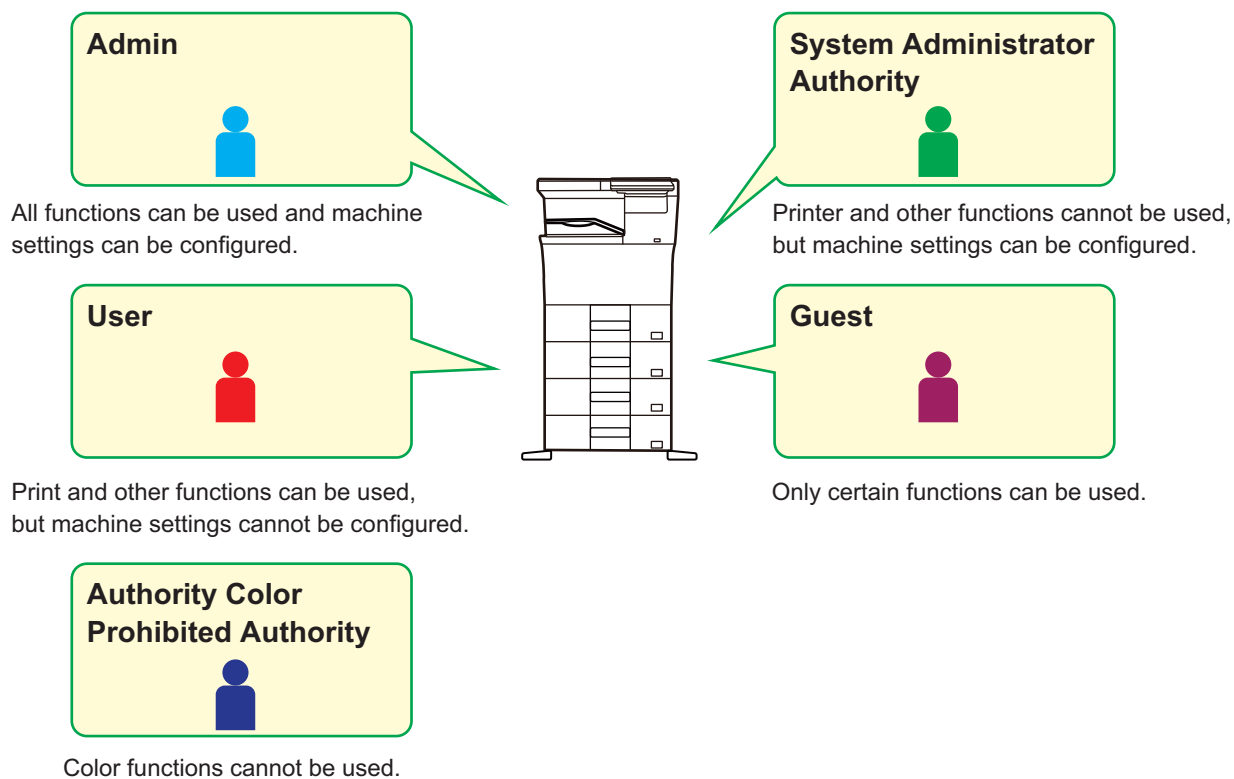 Admin
All functions can be used and machine
settings can be configured.
System Administrator
Authority
Printer and other functions cannot be used,
but machine settings can be configured.
User
Print and other functions can be used,
but machine settings cannot be configured.
Guest
Only certain functions can be used.
Authority Color
Prohibited Authority
Color functions cannot be used.